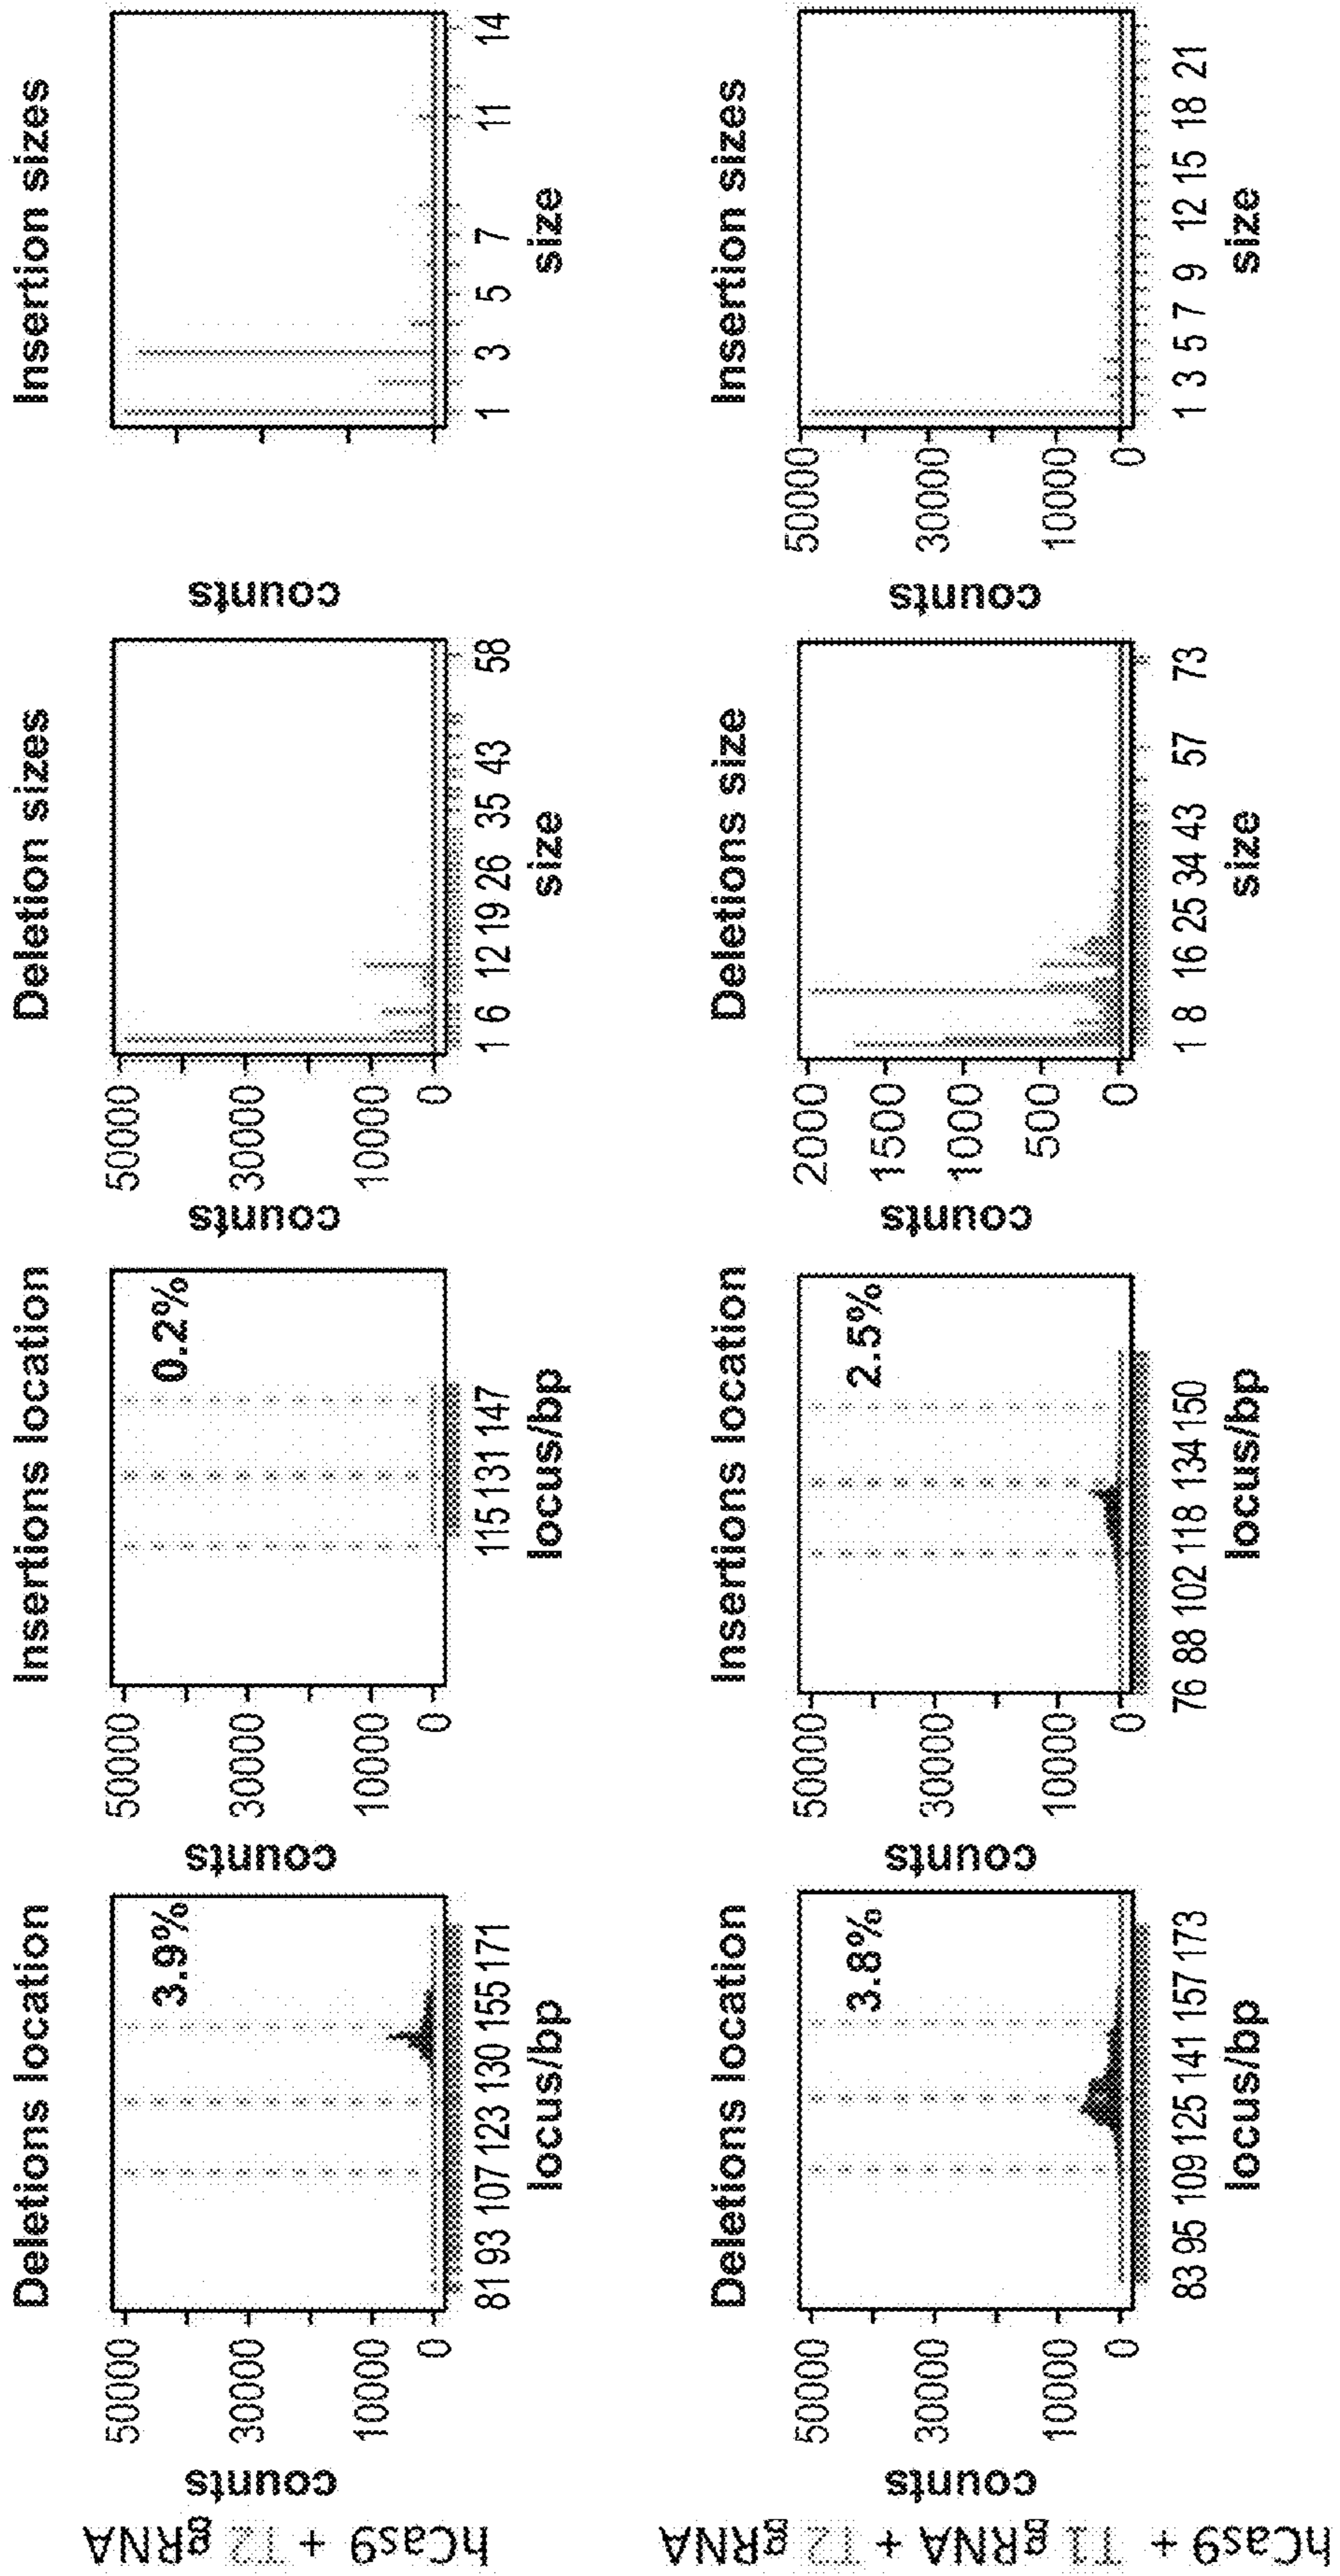 hCas9 + T2
gRNA
Deletions location
counts
50000
30000
10000
0
3.9%
81 93 107 123 130 155 171
locus/bp
Insertions location
counts
50000
30000
10000
0
0.2%
115 131 147
locus/bp
Deletion sizes
counts
50000
30000
10000
0
1 6 12 19 26 35 43 58
size
Insertion sizes
counts
1 3 5 7 11 14
size
hCas9 + T1 gRNA + T2 gRNA
Deletions location
counts
50000
30000
10000
0
3.8%
83 95 109 125 141 157 173
locus/bp
Insertions location
counts
50000
30000
10000
0
2.5%
76 88 102 118 134 150
locus/bp
Deletions size
counts
2000
1500
1000
500
0
1 8 16 25 34 43 57 73
size
Insertion sizes
counts
50000
30000
10000
0
1 3 5 7 9 12 15 18 21
size